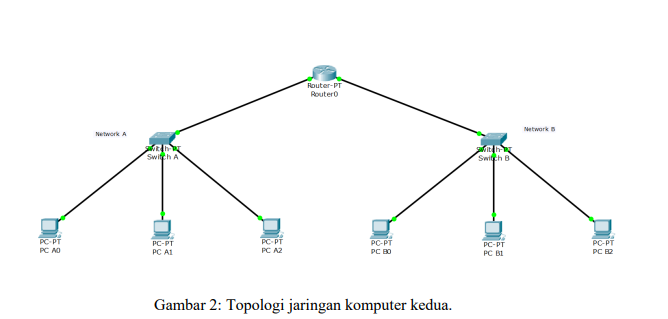 Router-PT
Router0
Network A
Switch-PT
Switch A
Network B
Switch-PT
Switch B
PC-PT
PC A0
PC-PT
PC A1
PC-PT
PC A2
PC-PT
PC B0
PC-PT
PC B1
PC-PT
PC B2
Gambar 2: Topologi jaringan komputer kedua.